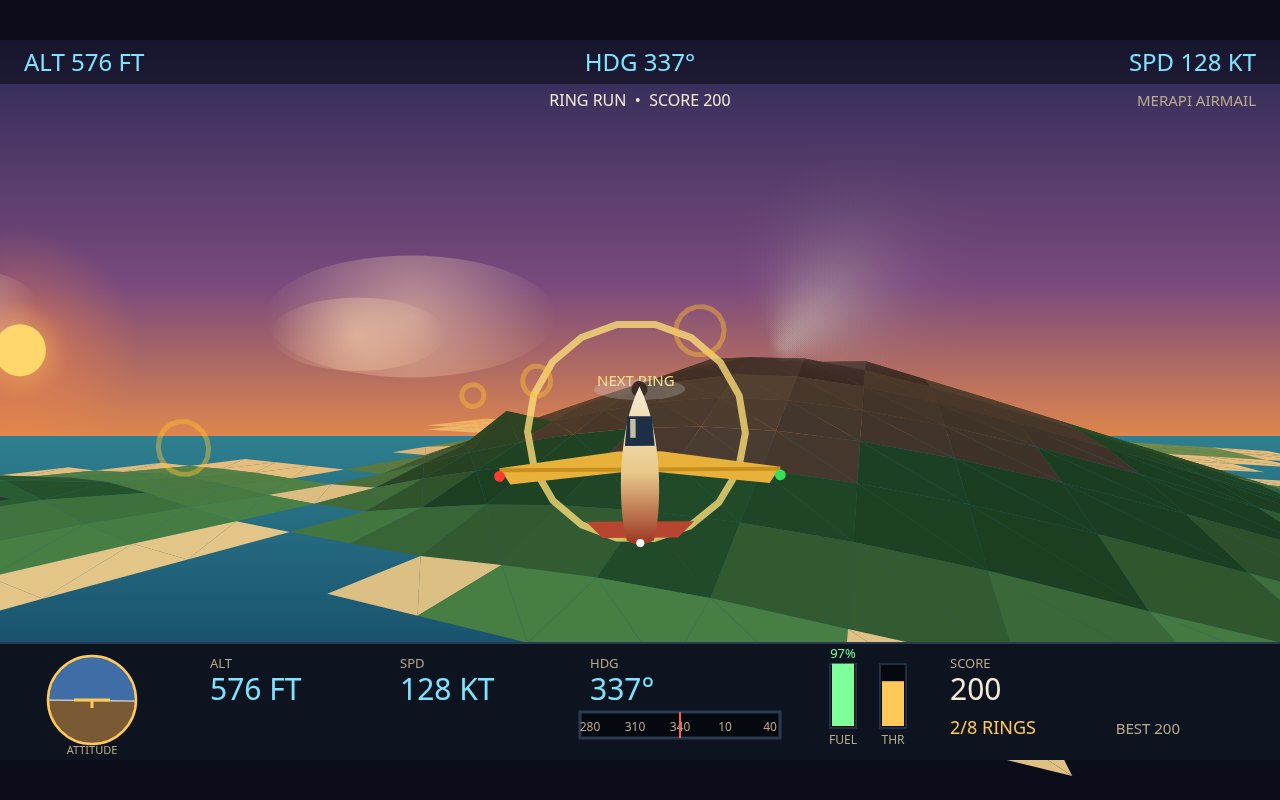 ALT 576 FT
HDG 337°
SPD 128 KT
RING RUN • SCORE 200
MERAPI AIRMAIL
NEXT RING
ATTITUDE
ALT
576 FT
SPD
128 KT
HDG
337°
280 310 340 10 40
97%
FUEL
THR
SCORE
200
2/8 RINGS
BEST 200